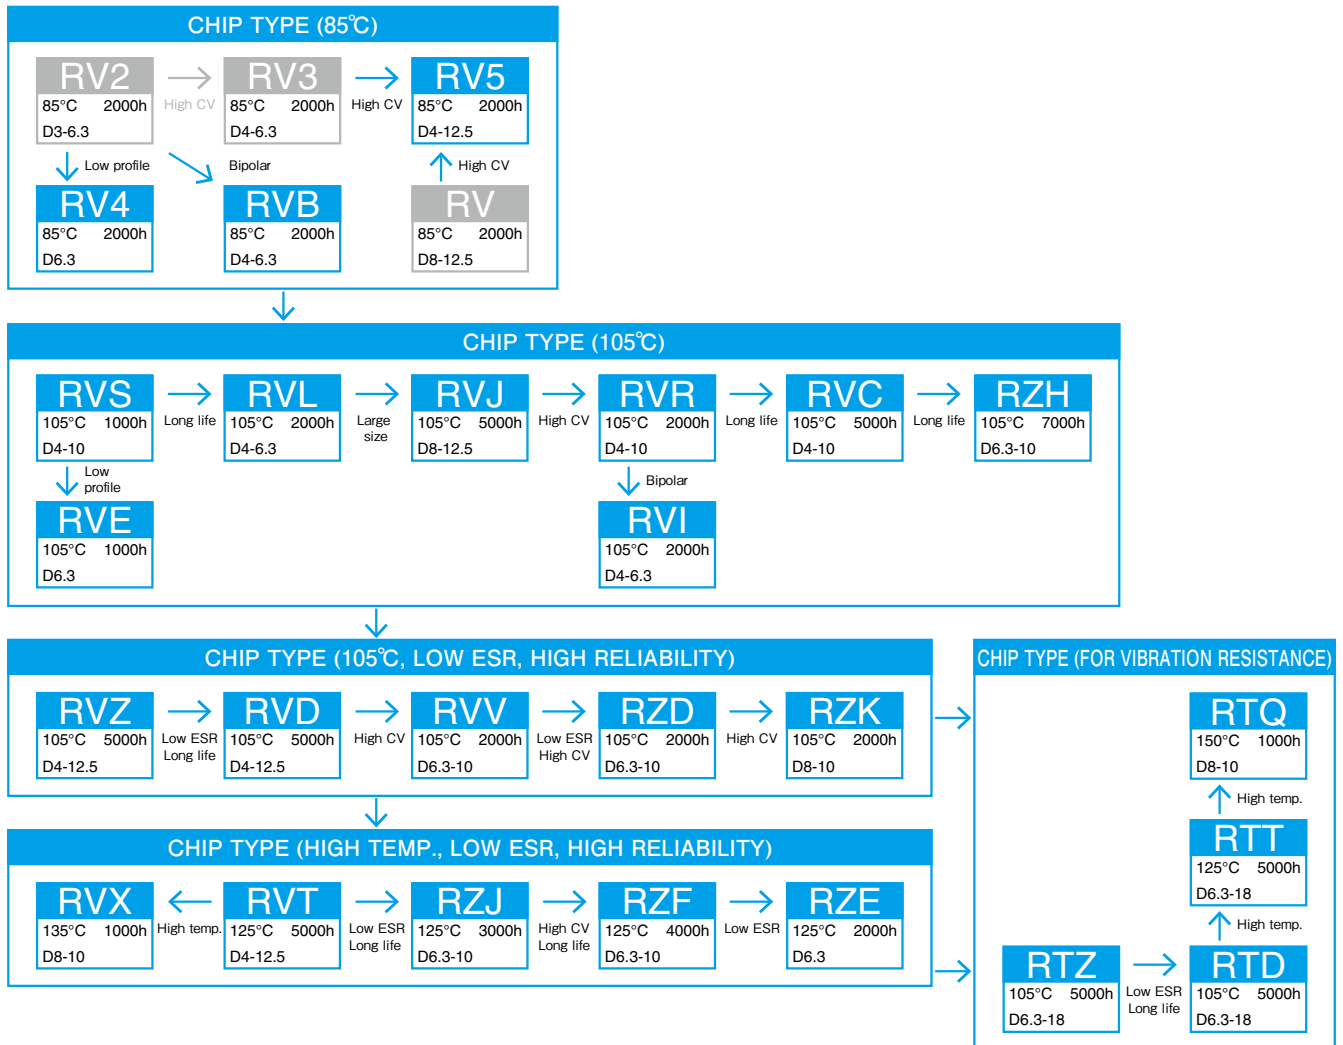 CHIP TYPE (85℃)
RV2
85°C 2000h
D3-6.3
High CV
RV3
85°C 2000h
D4-6.3
High CV
RV5
85°C 2000h
D4-12.5
Low profile
Bipolar
High CV
RV4
85°C 2000h
D6.3
RVB
85°C 2000h
D4-6.3
RV
85°C 2000h
D8-12.5
CHIP TYPE (105℃)
RVS
105°C 1000h
D4-10
Long life
RVL
105°C 2000h
D4-6.3
Large
size
RVJ
105°C 5000h
D8-12.5
High CV
RVR
105°C 2000h
D4-10
Long life
RVC
105°C 5000h
D4-10
Long life
RZH
105°C 7000h
D6.3-10
Low
profile
Bipolar
RVE
105°C 1000h
D6.3
RVI
105°C 2000h
D4-6.3
CHIP TYPE (105℃, LOW ESR, HIGH RELIABILITY)
RVZ
105°C 5000h
D4-12.5
Low ESR
Long life
RVD
105°C 5000h
D4-12.5
High CV
RVV
105°C 2000h
D6.3-10
Low ESR
High CV
RZD
105°C 2000h
D6.3-10
High CV
RZK
105°C 2000h
D8-10
CHIP TYPE (HIGH TEMP., LOW ESR, HIGH RELIABILITY)
RVX
135°C 1000h
D8-10
High temp.
RVT
125°C 5000h
D4-12.5
Low ESR
Long life
RZJ
125°C 3000h
D6.3-10
High CV
Long life
RZF
125°C 4000h
D6.3-10
Low ESR
RZE
125°C 2000h
D6.3
CHIP TYPE (FOR VIBRATION RESISTANCE)
RTQ
150°C 1000h
D8-10
High temp.
RTT
125°C 5000h
D6.3-18
High temp.
RTZ
105°C 5000h
D6.3-18
Low ESR
Long life
RTD
105°C 5000h
D6.3-18